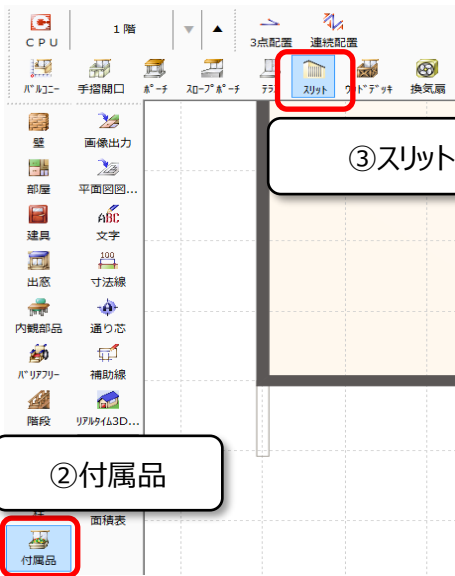 CPU
1 階
3点配置 連続配置
ﾊﾞﾙｺﾆｰ 手摺開口 ﾎﾟｰﾁ ｽﾛｰﾌﾟﾎﾟｰﾁ ｽﾘｯﾄ ｳｯﾄﾞﾃﾞｯｷ 換気扇
③スリット
壁 画像出力
部屋 平面図図...
建具 文字
出窓 寸法線
内観部品 通り芯
ﾊﾞﾘｱﾌﾘｰ 補助線
階段 ﾘｱﾙﾀｲﾑ3D...
②付属品
面積表
付属品